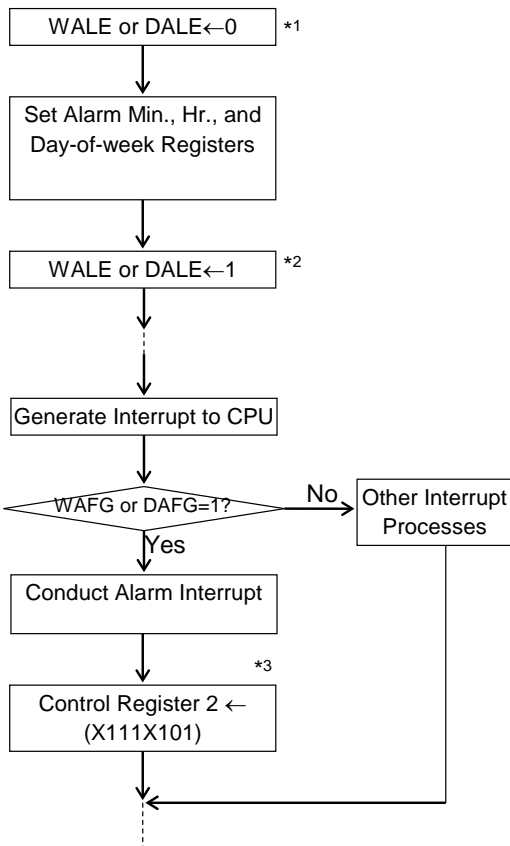 WALE or DALE←0
*1
Set Alarm Min., Hr., and
Day-of-week Registers
WALE or DALE←1
*2
Generate Interrupt to CPU
WAFG or DAFG=1?
No
Other Interrupt
Processes
Yes
Conduct Alarm Interrupt
*3
Control Register 2 ←
(X111X101)